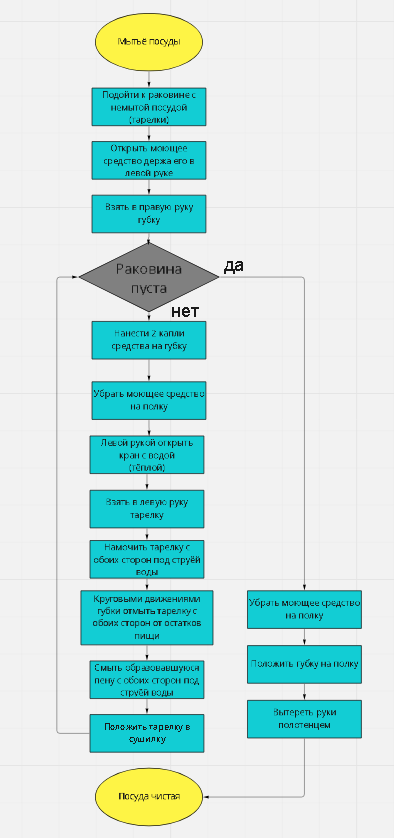 Мытьё посуды
Подойти к раковине с
немытой посудой
(тарелки)
Открыть моющее
средство держа его в
левой руке
Взять в правую руку
губку
Раковина
пуста
да
нет
Нанести 2 капли
средства на губку
Убрать моющее средство
на полку
Левой рукой открыть
кран с водой
(тёплой)
Взять в левую руку
тарелку
Намочить тарелку с
обоих сторон под струёй
воды
Круговыми движениями
губки отмыть тарелку с
обоих сторон от остатков
пищи
Смыть образовавшуюся
пену с обоих сторон под
струёй воды
Положить тарелку в
сушилку
Убрать моющее средство
на полку
Положить губку на полку
Вытереть руки
полотенцем
Посуда чистая